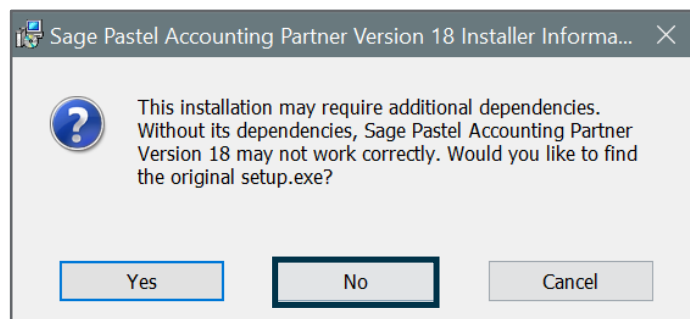 Sage Pastel Accounting Partner Version 18 Installer Informa...
This installation may require additional dependencies.
Without its dependencies, Sage Pastel Accounting Partner
Version 18 may not work correctly. Would you like to find
the original setup.exe?
Yes No Cancel